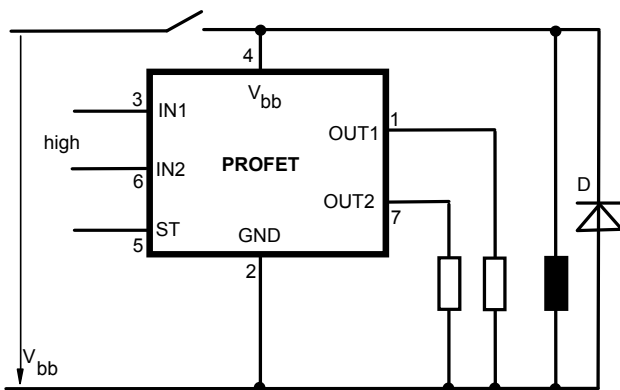 4
V bb
3
IN1
1
OUT1
high
PROFET
IN2
6
D
OUT2
7
ST
5
GND
2
V bb